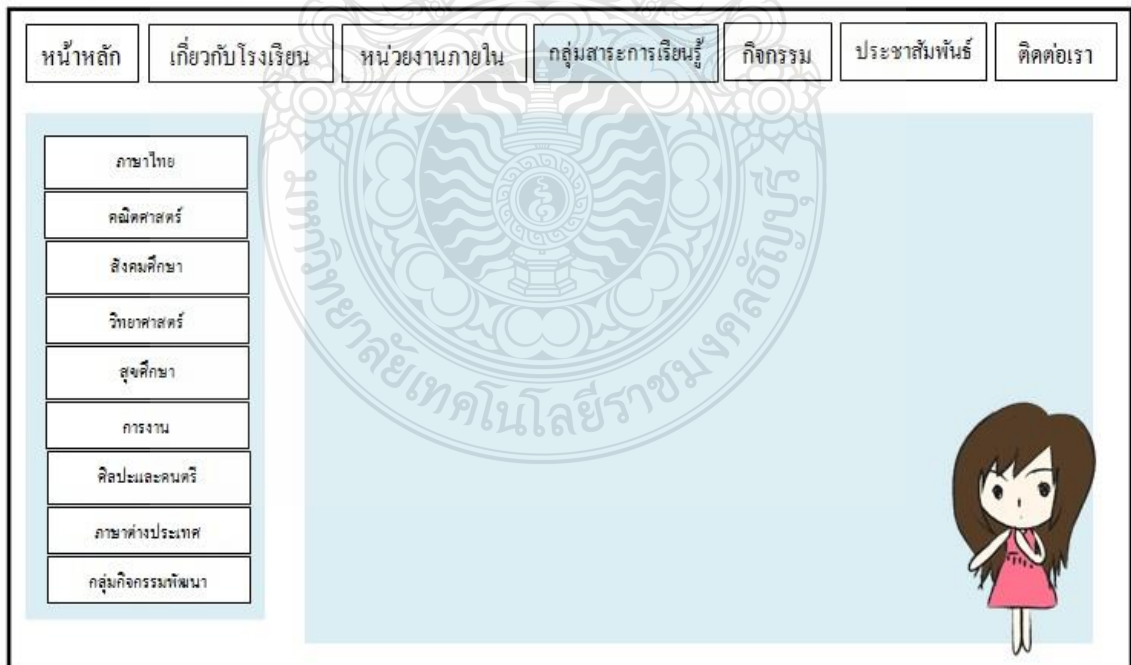 หน้าหลัก เกี่ยวกับโรงเรียน หน่วยงานภายใน กลุ่มสาระการเรียนรู้ กิจกรรม ประชาสัมพันธ์ ติดต่อเรา
ภาษาไทย
คณิตศาสตร์
สังคมศึกษา
วิทยาศาสตร์
สุขศึกษา
การงาน
ศิลปะและดนตรี
ภาษาต่างประเทศ
กลุ่มกิจกรรมพัฒนา
มหาวิทยาลัยเทคโนโลยีราชมงคลธัญบุรี